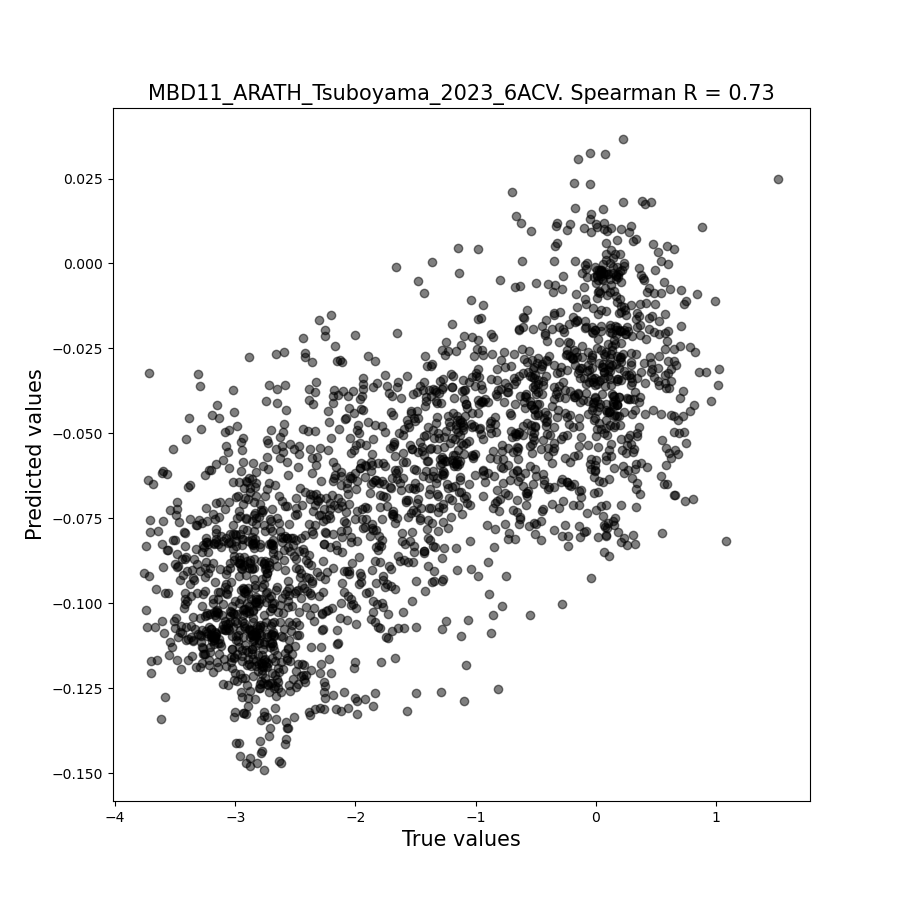 MBD11_ARATH_Tsuboyama_2023_6ACV. Spearman R = 0.73
0.025
0.000
−0.025
−0.050
−0.075
−0.100
−0.125
−0.150
Predicted values
−4 −3 −2 −1 0 1
True values